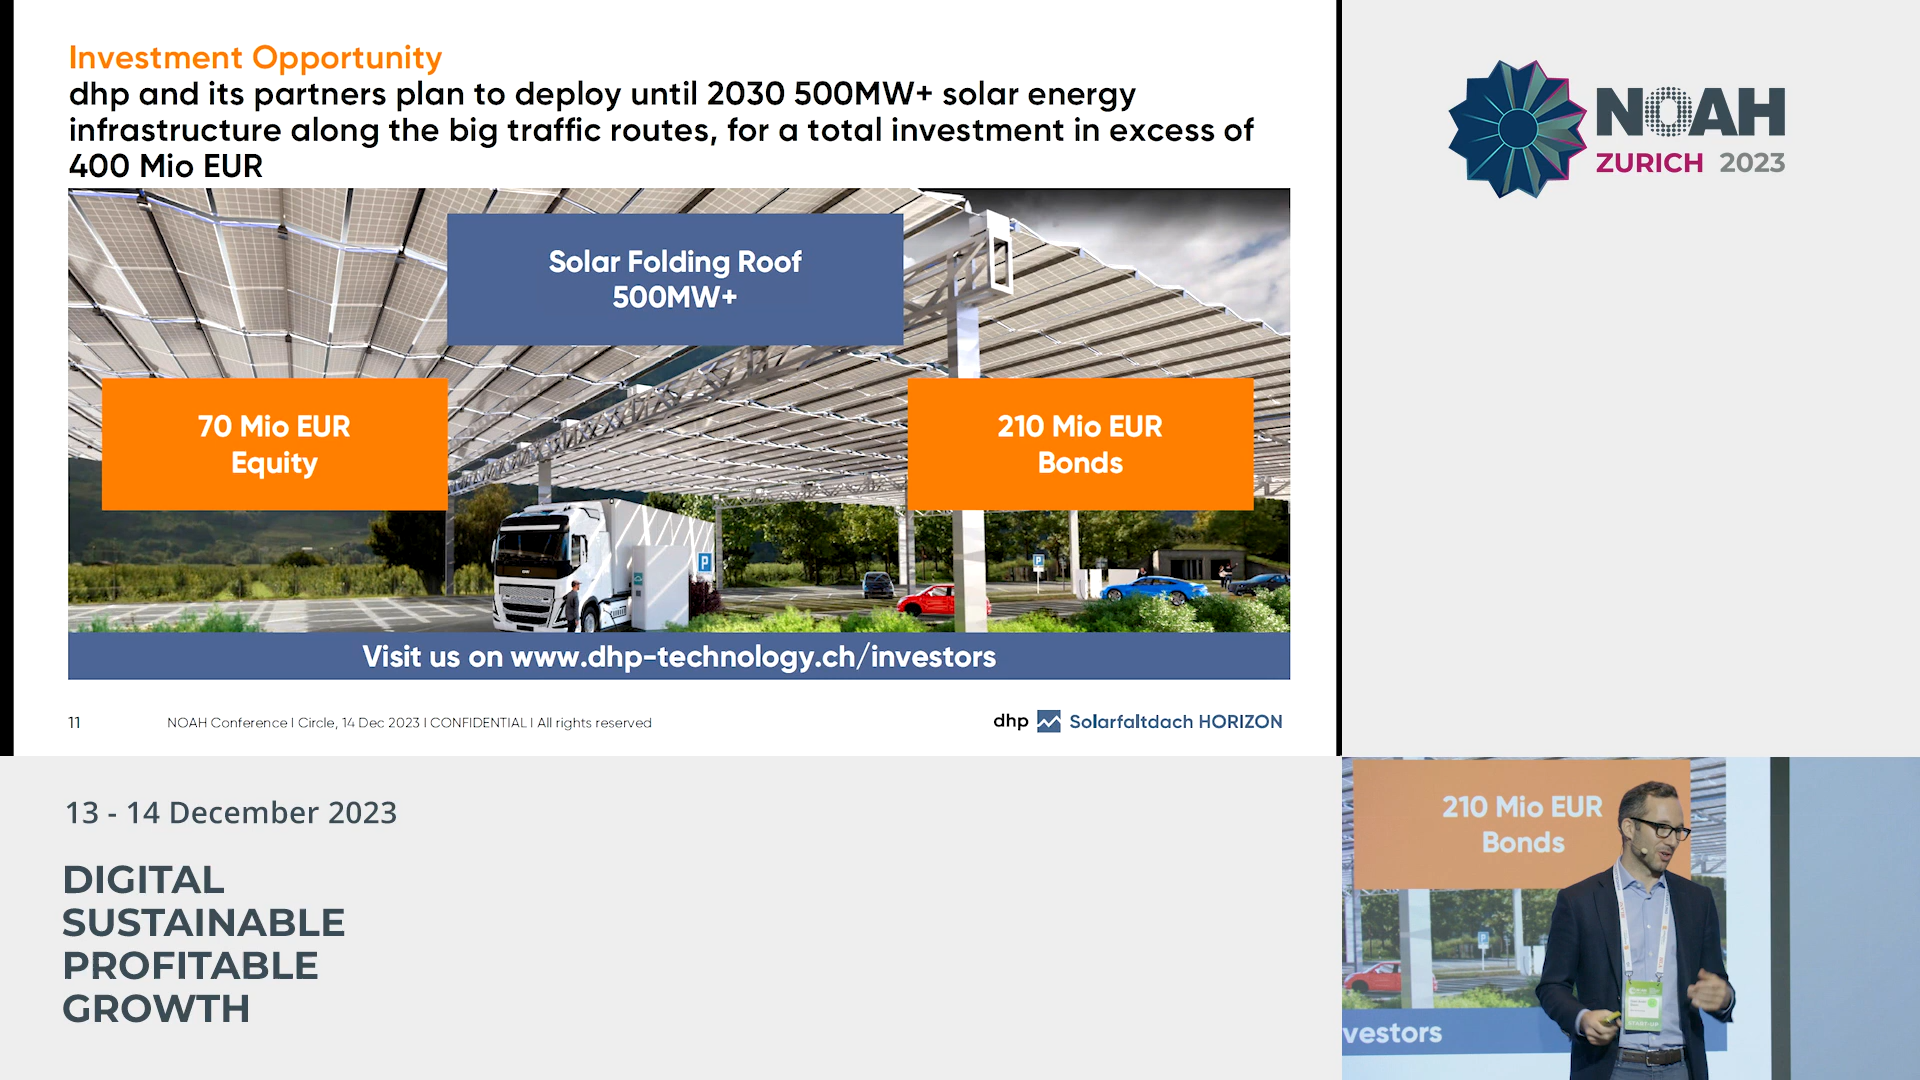 Investment Opportunity
dhp and its partners plan to deploy until 2030 500MW+ solar energy
infrastructure along the big traffic routes, for a total investment in excess of
400 Mio EUR
Solar Folding Roof
500MW+
70 Mio EUR
Equity
210 Mio EUR
Bonds
P
Visit us on www.dhp-technology.ch/investors
11
NOAH Conference | Circle, 14 Dec 2023 | CONFIDENTIAL | All rights reserved
dhp Solarfaltdach HORIZON
NOAH
ZURICH 2023
13 - 14 December 2023
DIGITAL
SUSTAINABLE
PROFITABLE
GROWTH
210 Mio EUR
Bonds
vestors
START-UP